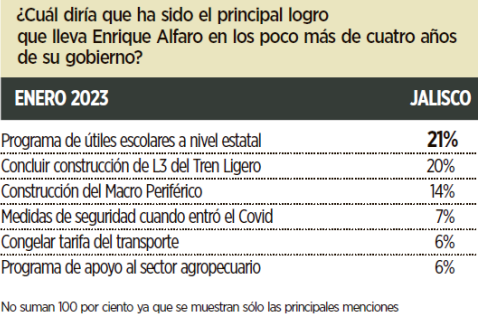 ¿Cuál diría que ha sido el principal logro
que lleva Enrique Alfaro en los poco más de cuatro años
de su gobierno?
ENERO 2023 JALISCO
Programa de útiles escolares a nivel estatal 21%
Concluir construcción de L3 del Tren Ligero 20%
Construcción del Macro Periférico 14%
Medidas de seguridad cuando entró el Covid 7%
Congelar tarifa del transporte 6%
Programa de apoyo al sector agropecuario 6%
No suman 100 por ciento ya que se muestran sólo las principales menciones